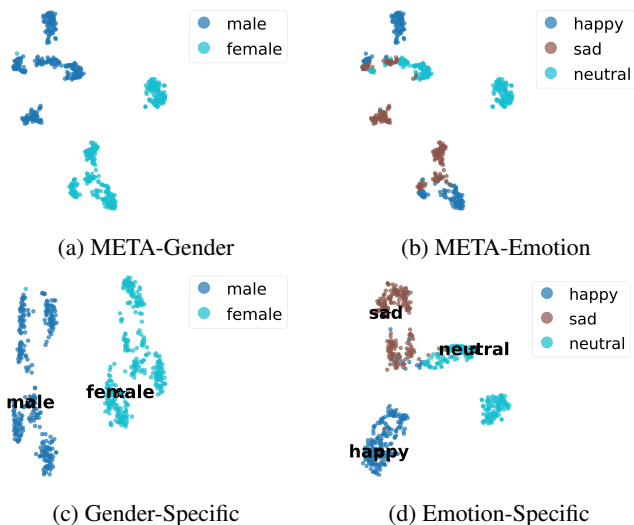 male
female
happy
sad
neutral
(a) META-Gender
(b) META-Emotion
male
female
male
female
(c) Gender-Specific
happy
sad
neutral
sad
neutral
happy
(d) Emotion-Specific